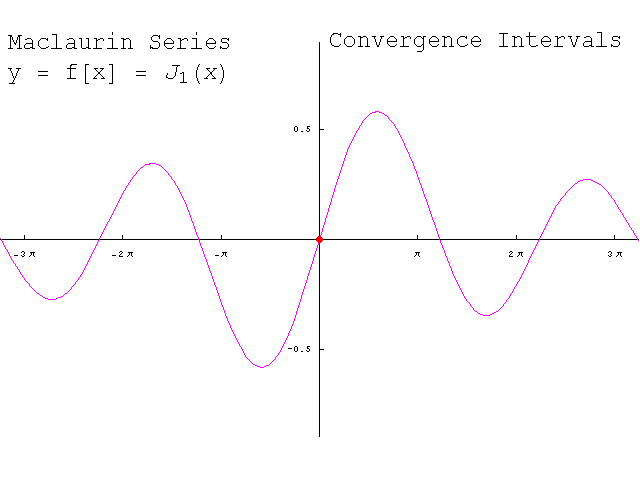 Maclaurin Series
Convergence Intervals
y = f[x] = J₁(x)
0.5
-3 π
-2 π
-π
π
2 π
3 π
-0.5